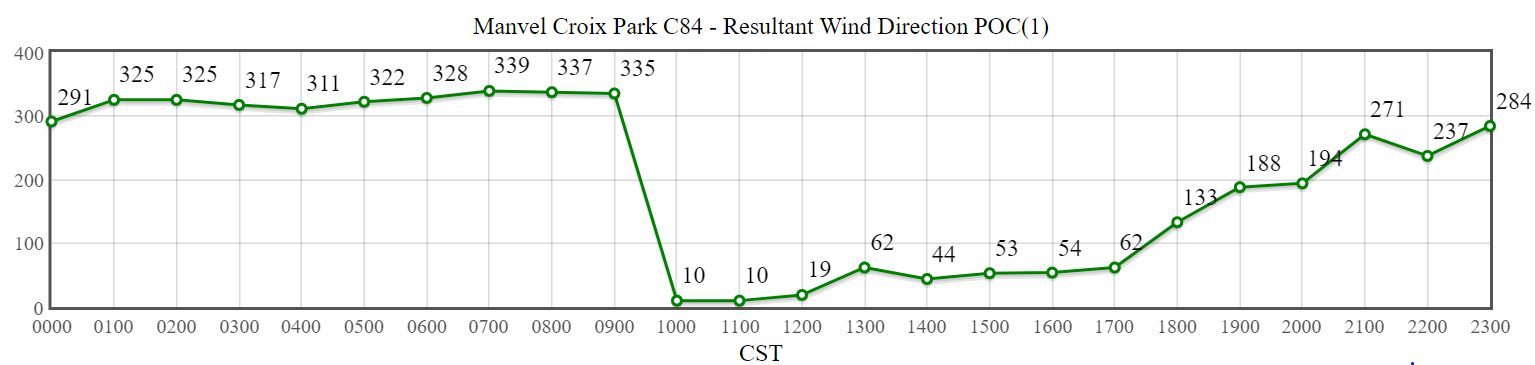 Manvel Croix Park C84 - Resultant Wind Direction POC(1)
400
300
200
100
0
291 325 325 317 311 322 328 339 337 335 10 10 19 62 44 53 54 62 133 188 194 271 237 284
0000 0100 0200 0300 0400 0500 0600 0700 0800 0900 1000 1100 1200 1300 1400 1500 1600 1700 1800 1900 2000 2100 2200 2300
CST